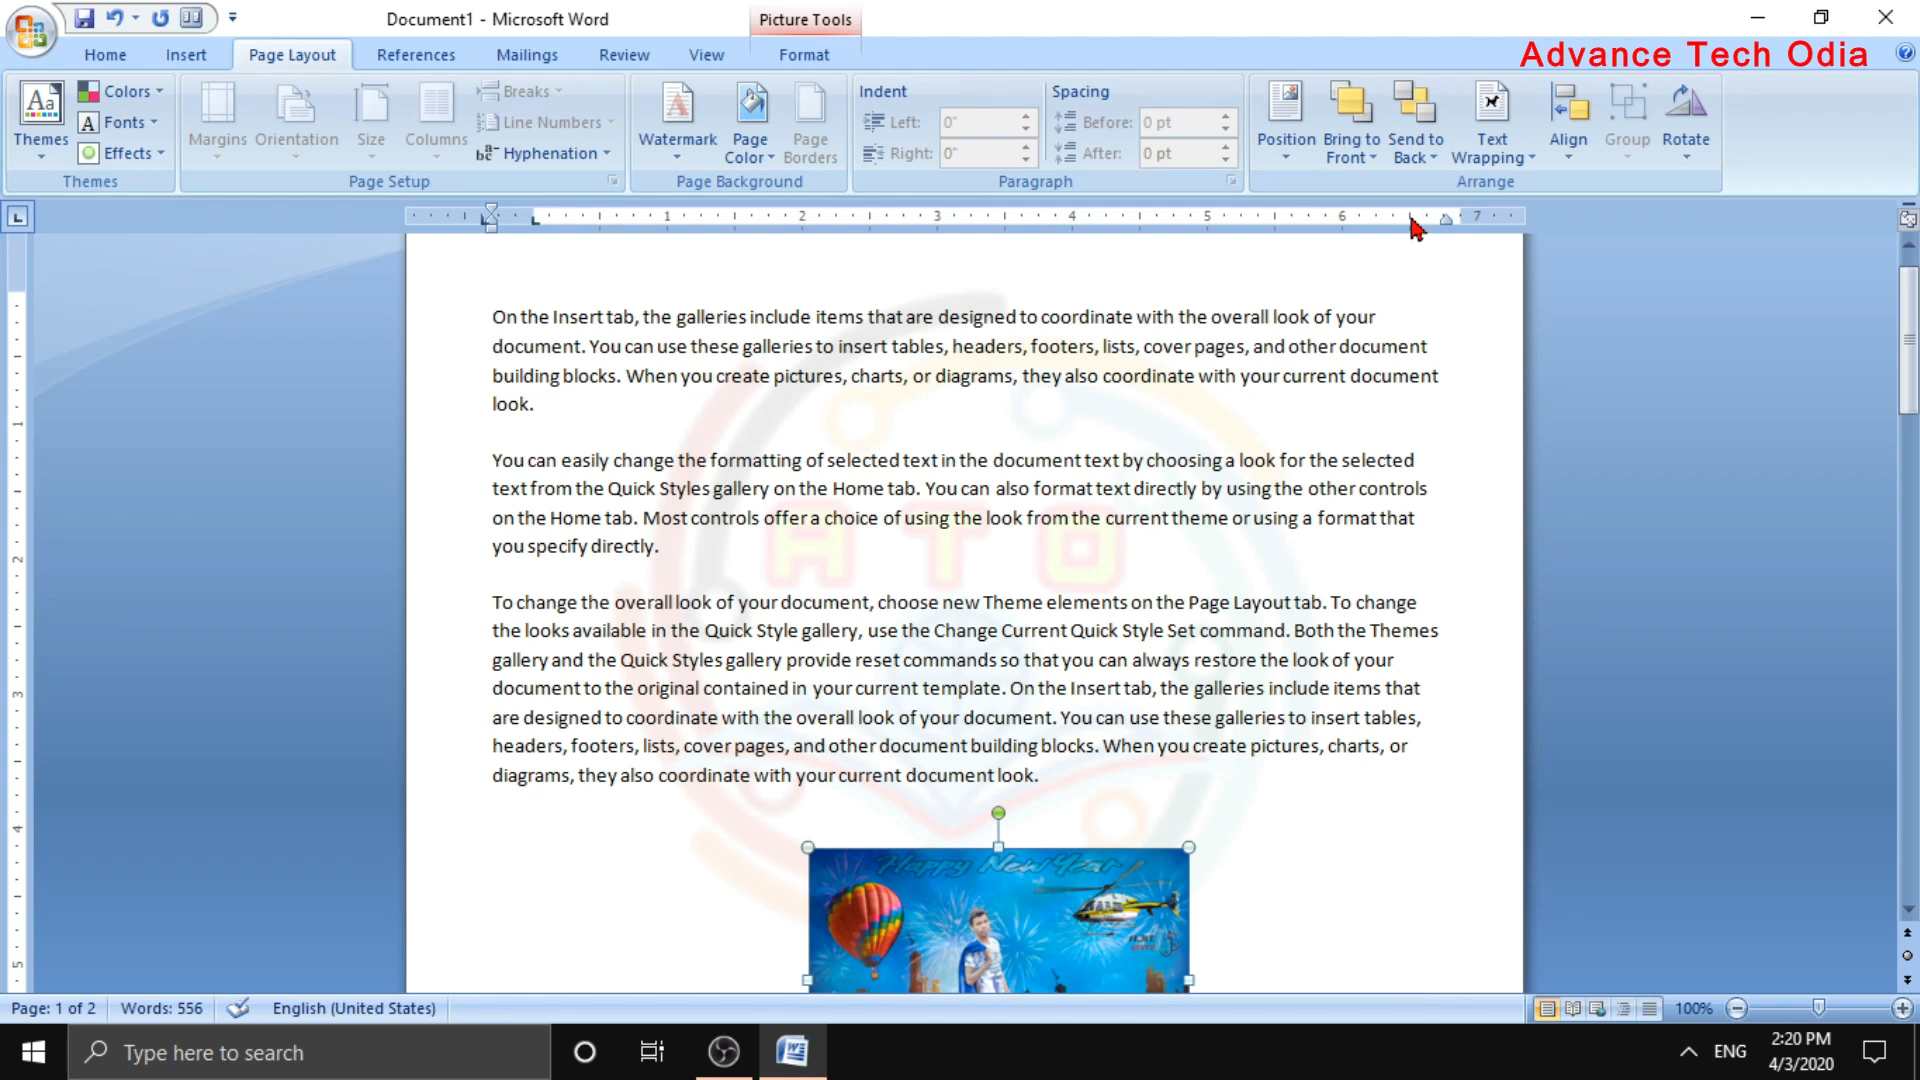 Document1 - Microsoft Word
Picture Tools
Home
Insert
Page Layout
References
Mailings
Review
View
Format
Advance Tech Odia
Aa
Themes
Colors
A Fonts
Effects
Themes
Margins
Orientation
Size
Columns
Breaks
Line Numbers
Hyphenation
Page Setup
Watermark
Page Color
Page Borders
Page Background
Indent
Left: 0"
Right: 0"
Spacing
Before: 0 pt
After: 0 pt
Paragraph
Position
Bring to Front
Send to Back
Text Wrapping
Align
Group
Rotate
Arrange
1 2 3 4 5 6 7
On the Insert tab, the galleries include items that are designed to coordinate with the overall look of your
document. You can use these galleries to insert tables, headers, footers, lists, cover pages, and other document
building blocks. When you create pictures, charts, or diagrams, they also coordinate with your current document
look.
You can easily change the formatting of selected text in the document text by choosing a look for the selected
text from the Quick Styles gallery on the Home tab. You can also format text directly by using the other controls
on the Home tab. Most controls offer a choice of using the look from the current theme or using a format that
you specify directly.
ATO
To change the overall look of your document, choose new Theme elements on the Page Layout tab. To change
the looks available in the Quick Style gallery, use the Change Current Quick Style Set command. Both the Themes
gallery and the Quick Styles gallery provide reset commands so that you can always restore the look of your
document to the original contained in your current template. On the Insert tab, the galleries include items that
are designed to coordinate with the overall look of your document. You can use these galleries to insert tables,
headers, footers, lists, cover pages, and other document building blocks. When you create pictures, charts, or
diagrams, they also coordinate with your current document look.
Happy New Year
1
2
3
4
5
Page: 1 of 2
Words: 556
English (United States)
100%
Type here to search
ENG
2:20 PM
4/3/2020